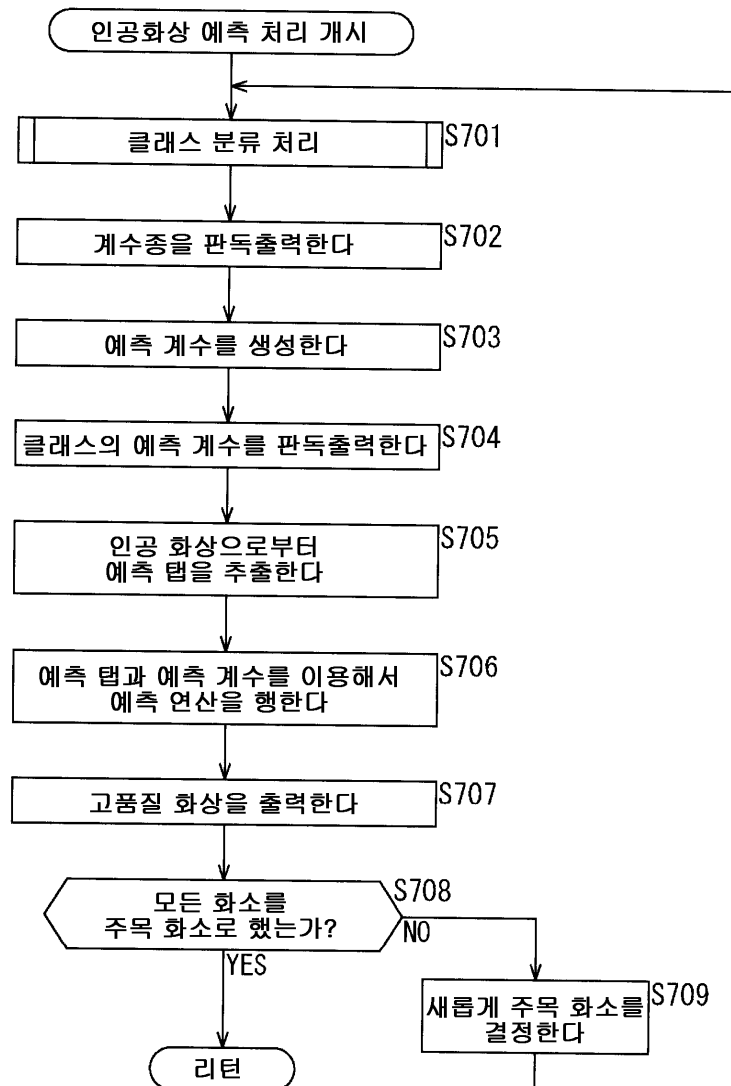 인공화상 예측 처리 개시
클래스 분류 처리
S701
계수종을 판독출력한다
S702
예측 계수를 생성한다
S703
클래스의 예측 계수를 판독출력한다
S704
인공 화상으로부터
예측 탭을 추출한다
S705
예측 탭과 예측 계수를 이용해서
예측 연산을 행한다
S706
고품질 화상을 출력한다
S707
모든 화소를
주목 화소로 했는가?
S708
NO
YES
새롭게 주목 화소를
결정한다
S709
리턴